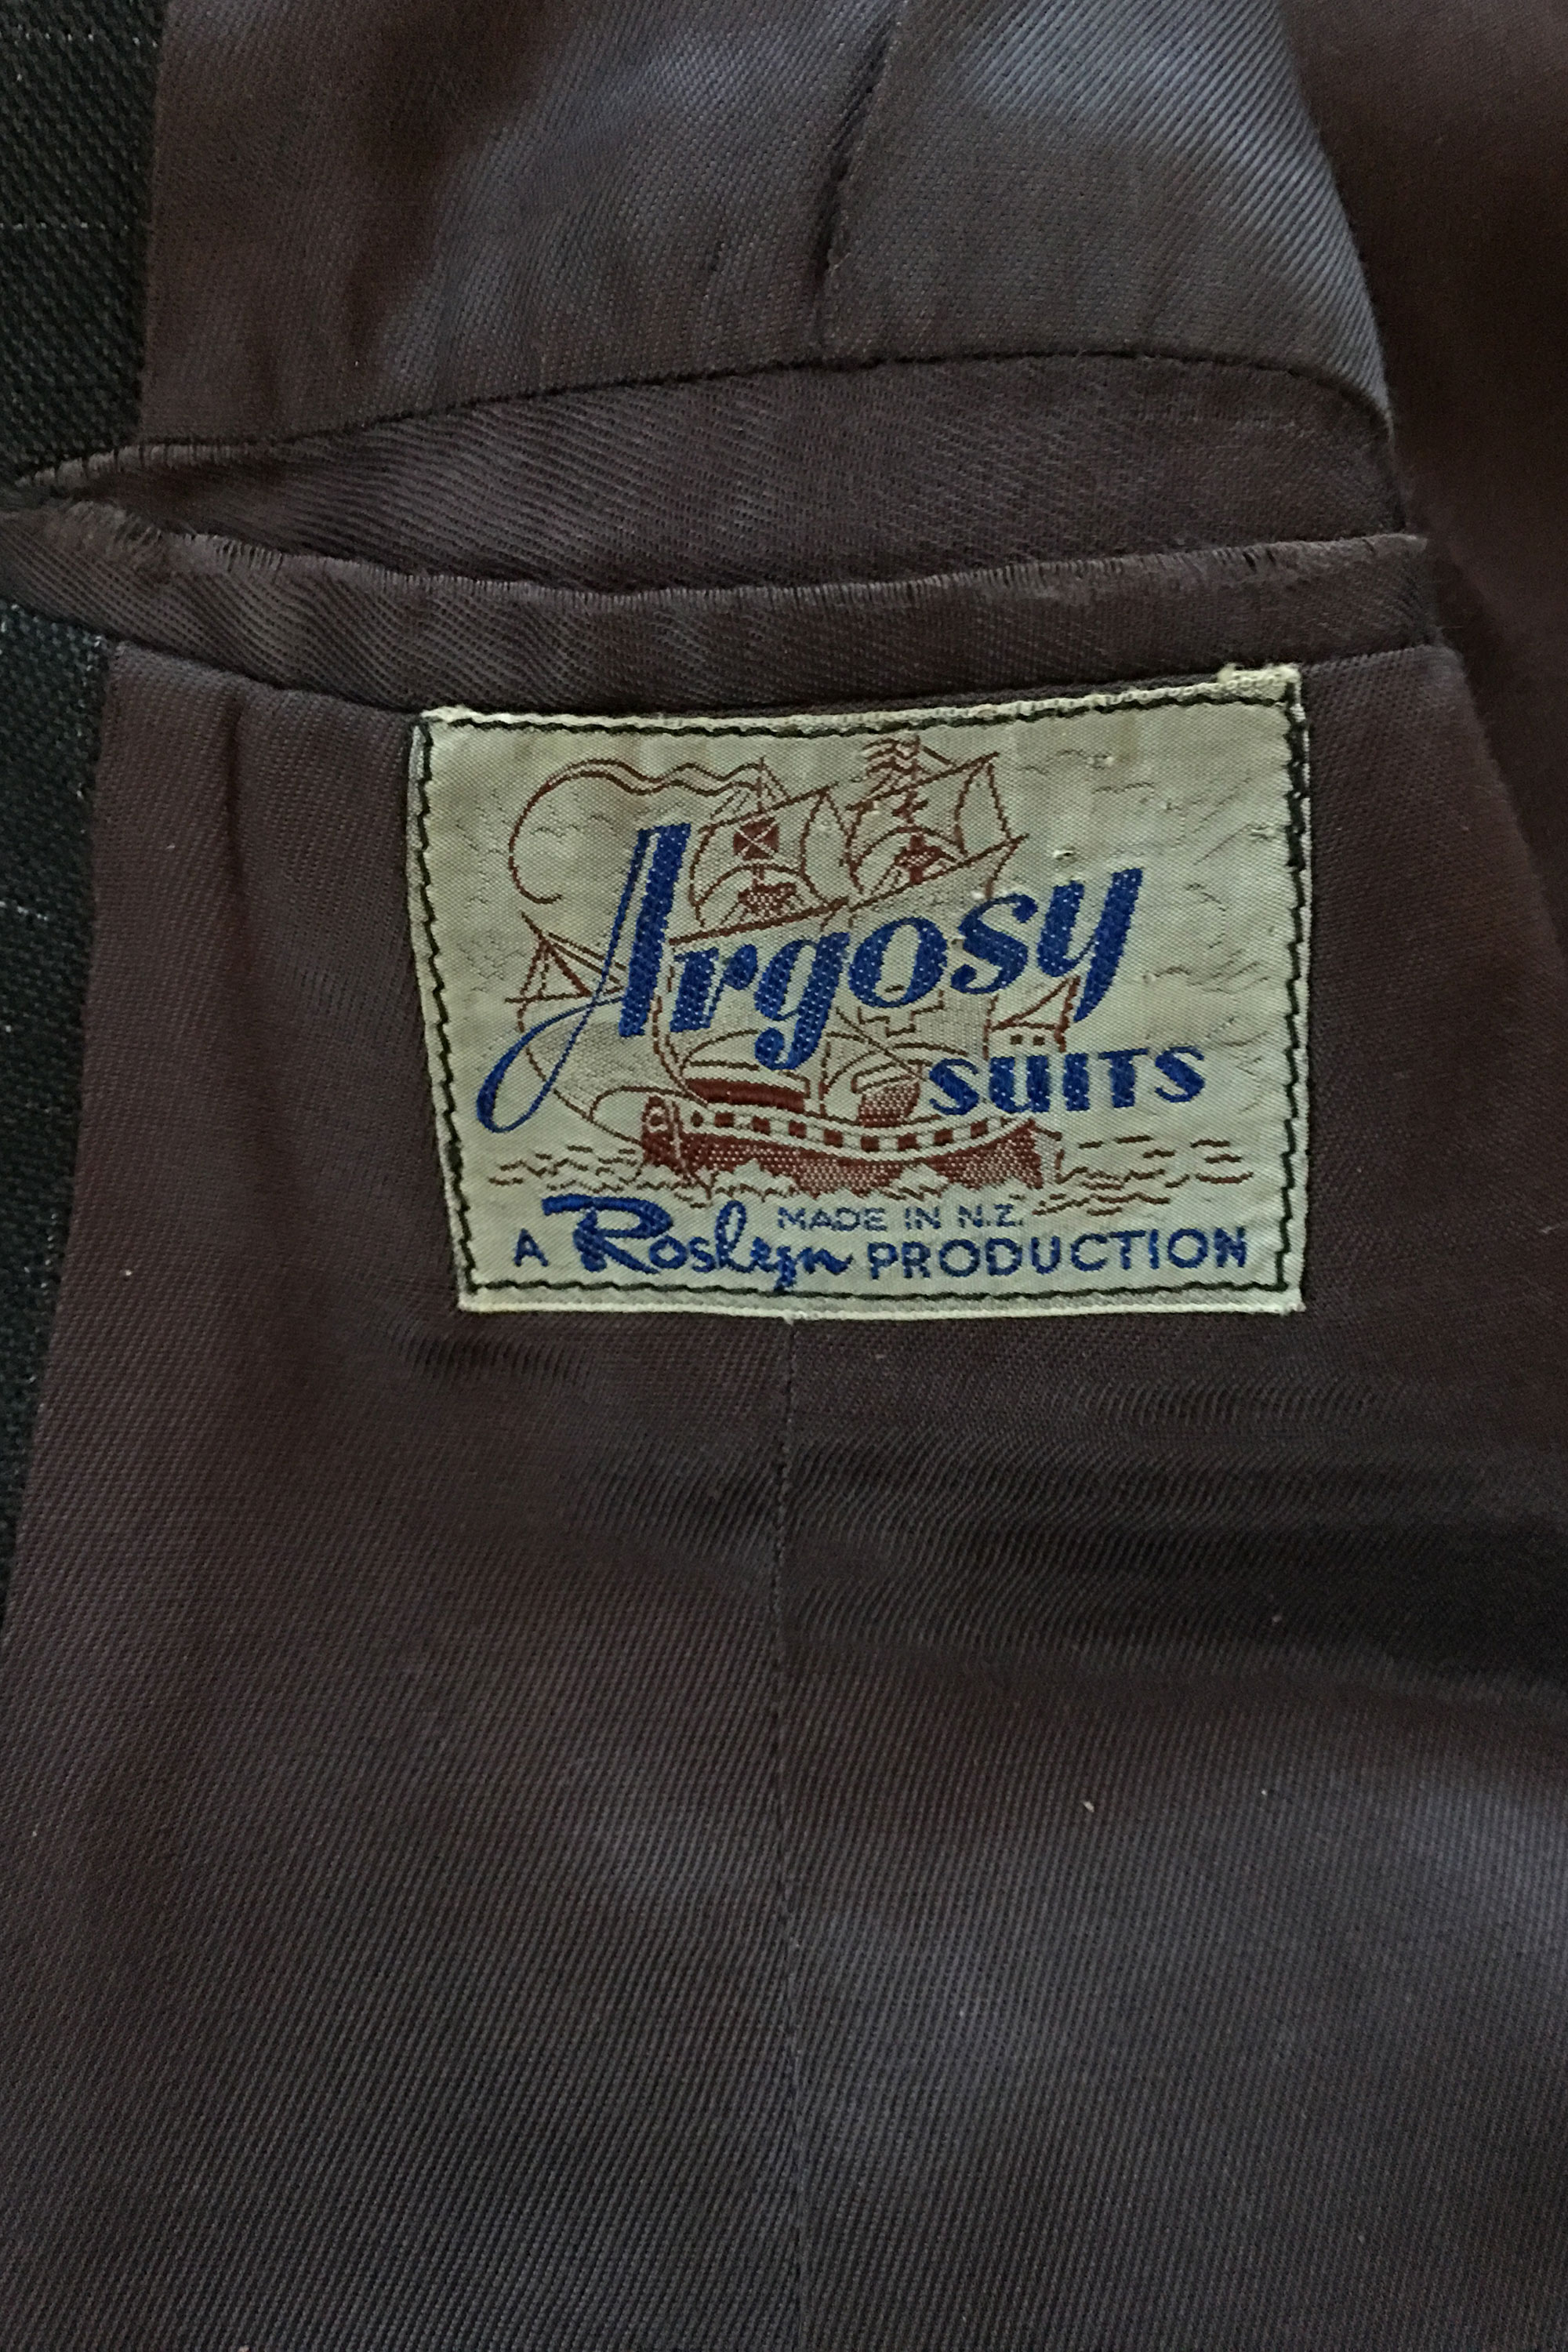 Argosy
SUITS
MADE IN N.Z.
A Roslyn PRODUCTION